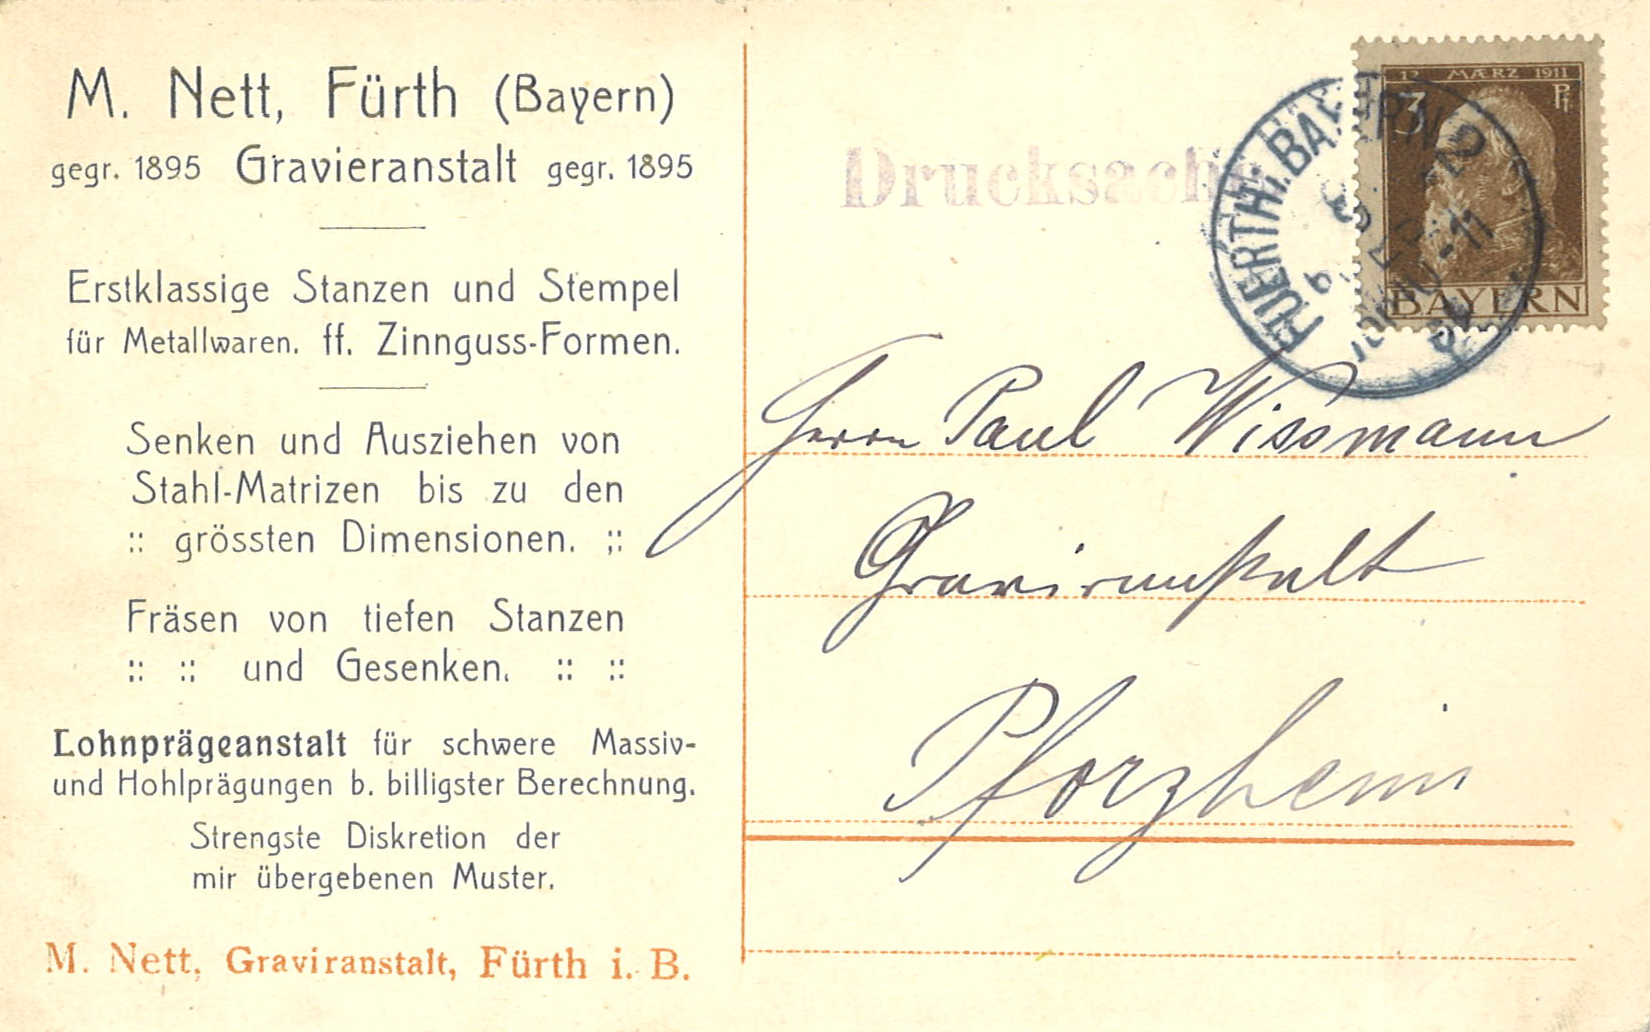 M. Nett, Fürth (Bayern)
gegr. 1895 Gravieranstalt gegr. 1895
Erstklassige Stanzen und Stempel
für Metallwaren. ff. Zinnguss-Formen.
Senken und Ausziehen von
Stahl-Matrizen bis zu den
:: grössten Dimensionen. ::
Fräsen von tiefen Stanzen
:: :: und Gesenken. :: ::
Lohnprägeanstalt für schwere Massiv-
und Hohlprägungen b. billigster Berechnung.
Strengste Diskretion der
mir übergebenen Muster.
M. Nett, Graviranstalt, Fürth i. B.
Drucksache
FUERTH i. BAYERN 2
12 MÆRZ 1911
3 Pf.
BAYERN
Herrn Paul Wissmann
Graviranstalt
Pforzheim